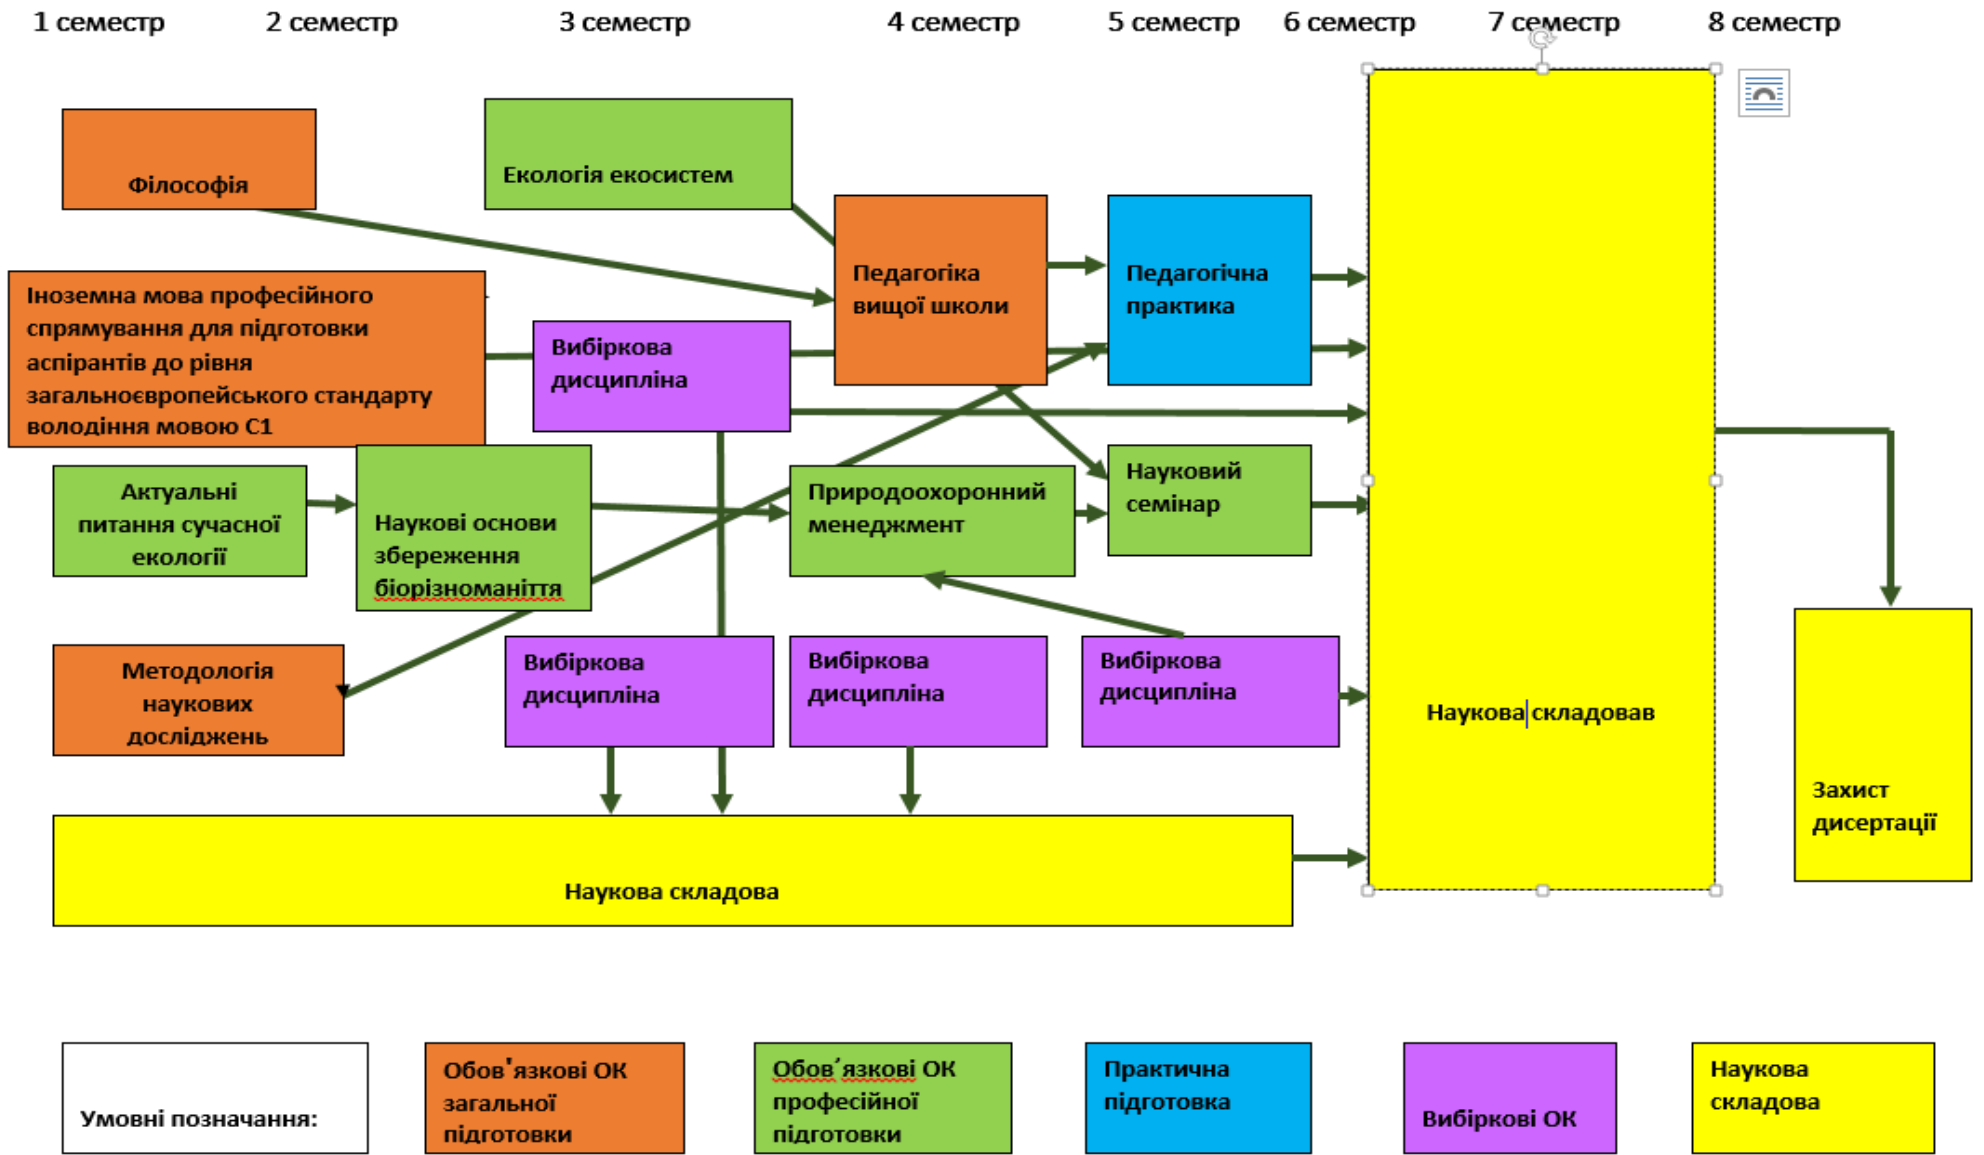 1 семестр
2 семестр
3 семестр
4 семестр
5 семестр
6 семестр
7 семестр
8 семестр
Філософія
Екологія екосистем
Педагогіка
вищої школи
Педагогічна
практика
Іноземна мова професійного
спрямування для підготовки
аспірантів до рівня
загальноєвропейського стандарту
володіння мовою С1
Вибіркова
дисципліна
Актуальні
питання сучасної
екології
Наукові основи
збереження
біорізноманіття
Природоохоронний
менеджмент
Науковий
семінар
Методологія
наукових
досліджень
Вибіркова
дисципліна
Вибіркова
дисципліна
Вибіркова
дисципліна
Наукова складовав
Захист
дисертації
Наукова складова
Умовні позначання:
Обов'язкові ОК
загальної
підготовки
Обов´язкові ОК
професійної
підготовки
Практична
підготовка
Вибіркові ОК
Наукова
складова